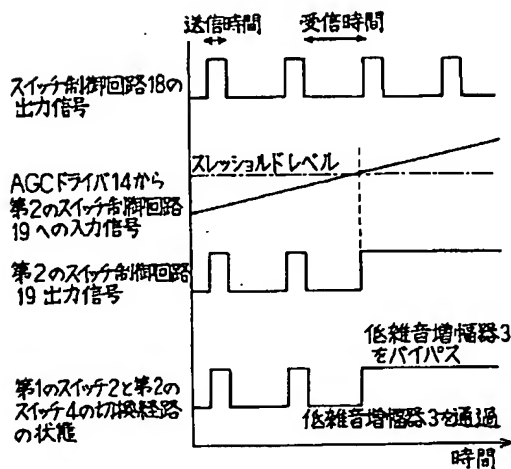 送信時間
受信時間
スイッチ制御回路18の
出力信号
スレッショルドレベル
AGCドライバ14から
第2のスイッチ制御回路
19への入力信号
第2のスイッチ制御回路
19出力信号
低雑音増幅器3
をバイパス
第1のスイッチ2と第2の
スイッチ4の切換経路
の状態
低雑音増幅器3を通過
時間